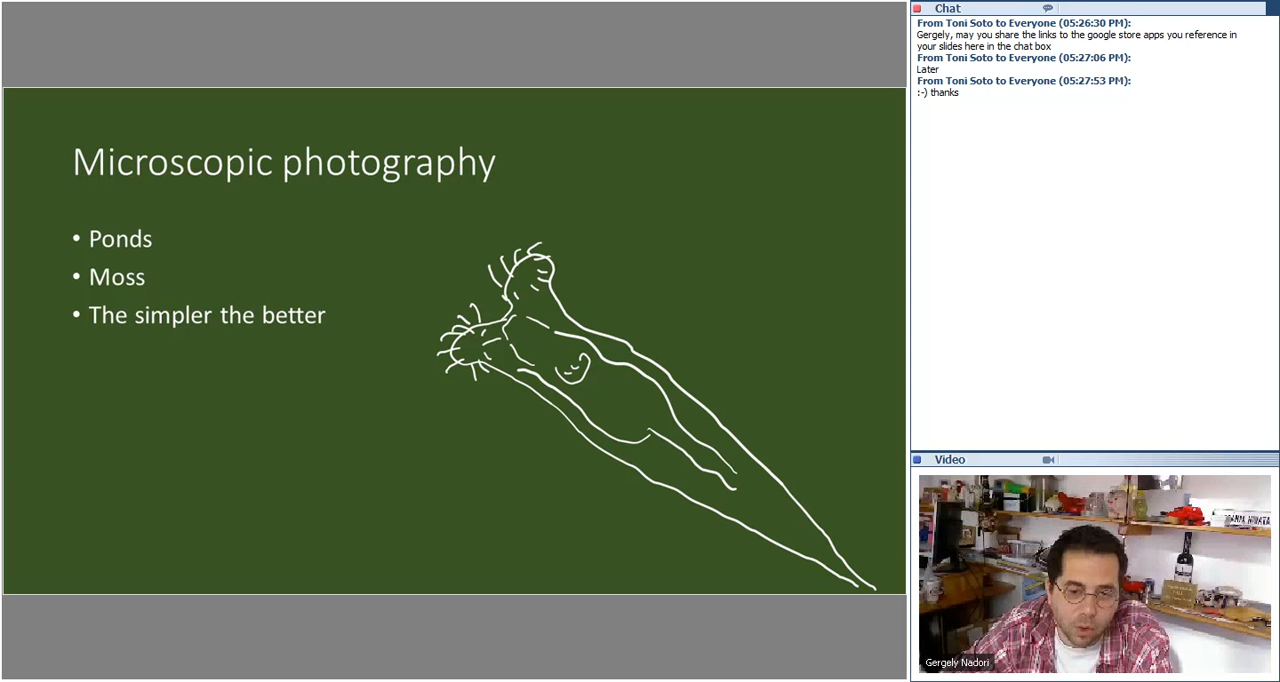 Microscopic photography
• Ponds
• Moss
• The simpler the better
Chat
From Toni Soto to Everyone (05:26:30 PM):
Gergely, may you share the links to the google store apps you reference in
your slides here in the chat box
From Toni Soto to Everyone (05:27:06 PM):
Later
From Toni Soto to Everyone (05:27:53 PM):
:-) thanks
Video
Gergely Nadori